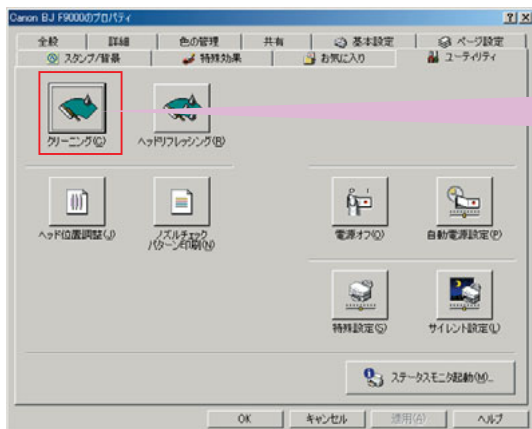 Canon BJ F9000のプロパティ
全般 詳細 色の管理 共有 基本設定 ページ設定
スタンプ/背景 特殊効果 お気に入り ユーティリティ
クリーニング(C) ヘッドリフレッシング(R)
ヘッド位置調整(J) ノズルチェック
パターン印刷(N)
電源オフ(O) 自動電源設定(P)
特殊設定(S) サイレント設定(L)
ステータスモニタ起動(M)...
OK キャンセル 適用(A) ヘルプ